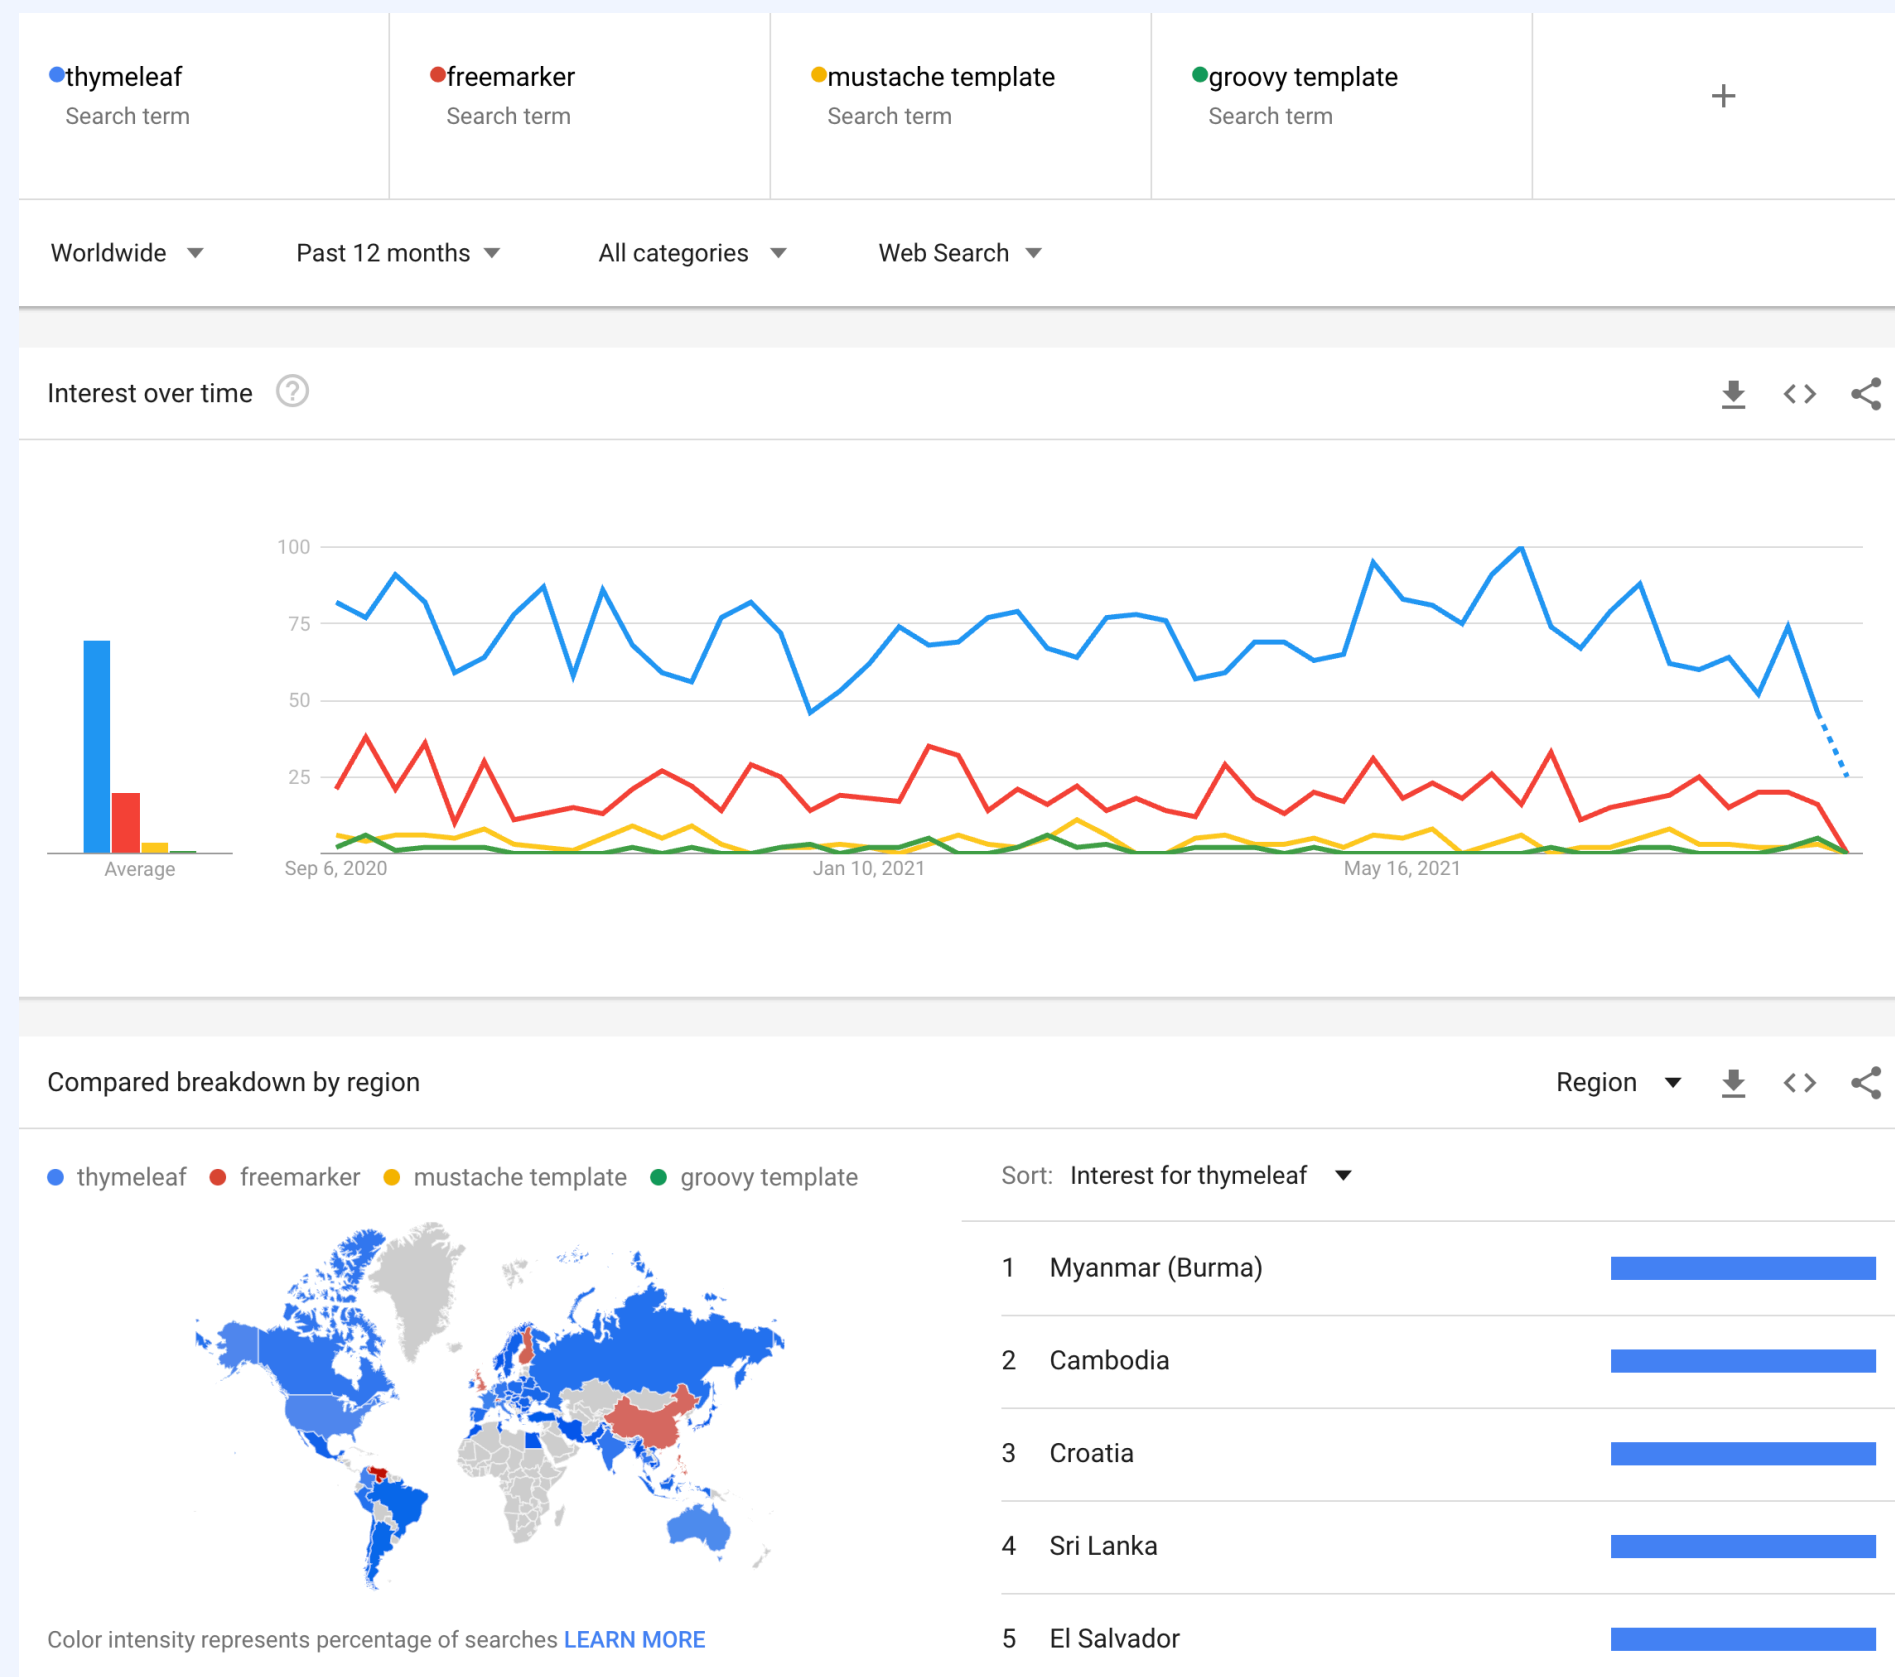 thymeleaf
Search term
freemarker
Search term
mustache template
Search term
groovy template
Search term
+
Worldwide
Past 12 months
All categories
Web Search
Interest over time
?
100
75
50
25
Average
Sep 6, 2020
Jan 10, 2021
May 16, 2021
Compared breakdown by region
Region
thymeleaf
freemarker
mustache template
groovy template
Color intensity represents percentage of searches LEARN MORE
Sort: Interest for thymeleaf
1 Myanmar (Burma)
2 Cambodia
3 Croatia
4 Sri Lanka
5 El Salvador